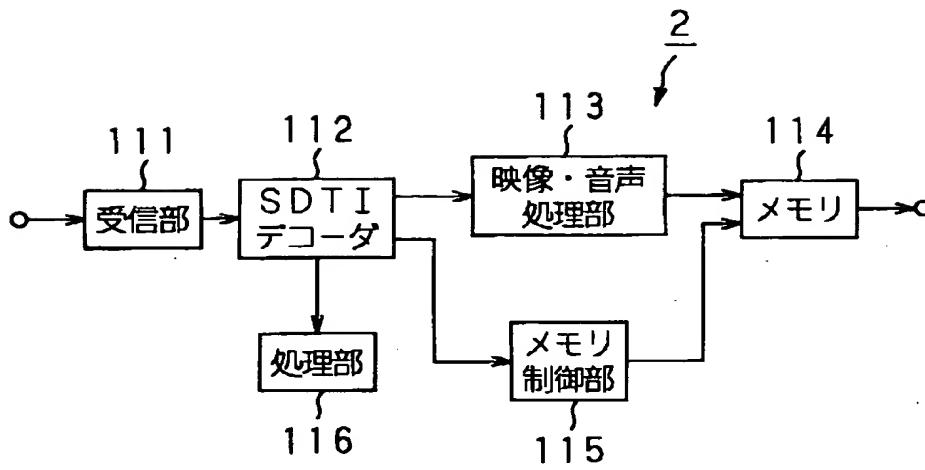 2
111
受信部
112
SDTI
デコーダ
113
映像・音声
処理部
114
メモリ
処理部
116
メモリ
制御部
115